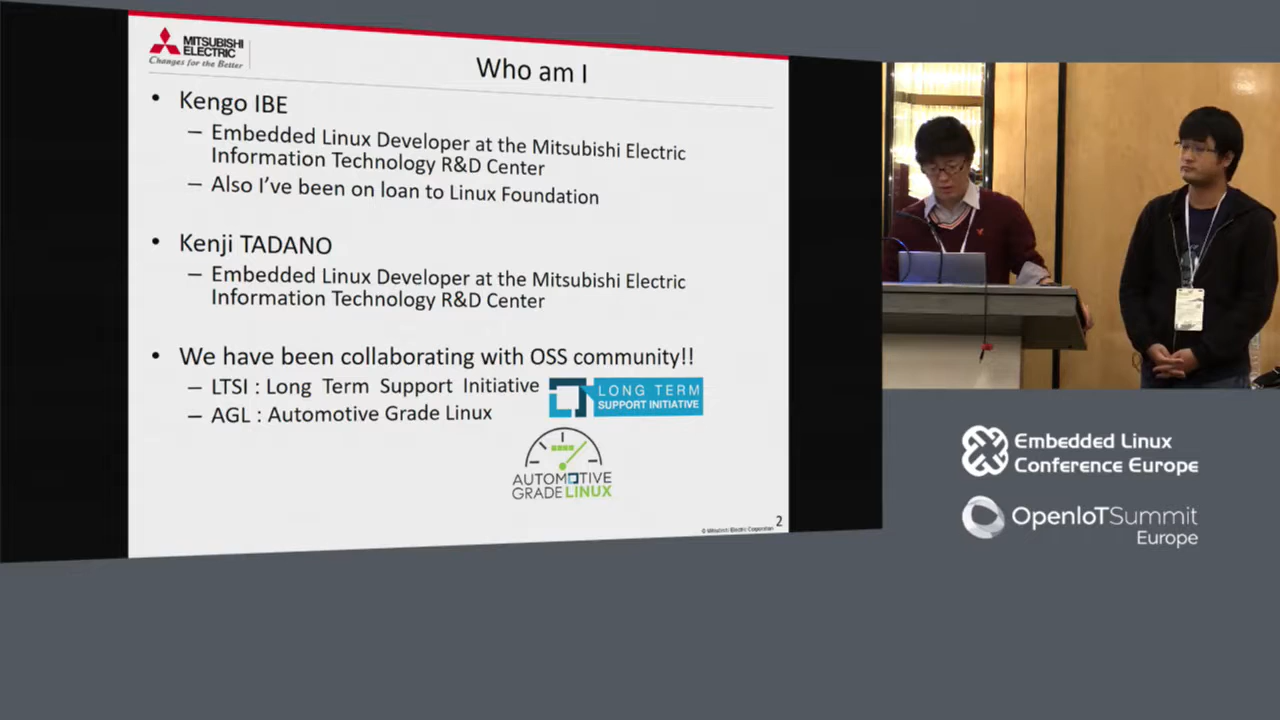 MITSUBISHI
ELECTRIC
Changes for the Better
Who am I
• Kengo IBE
– Embedded Linux Developer at the Mitsubishi Electric
Information Technology R&D Center
– Also I've been on loan to Linux Foundation
• Kenji TADANO
– Embedded Linux Developer at the Mitsubishi Electric
Information Technology R&D Center
• We have been collaborating with OSS community!!
– LTSI : Long Term Support Initiative
LONG TERM
SUPPORT INITIATIVE
– AGL : Automotive Grade Linux
AUTOMOTIVE
GRADE LINUX
© Mitsubishi Electric Corporation
2
Embedded Linux
Conference Europe
OpenIoTSummit
Europe